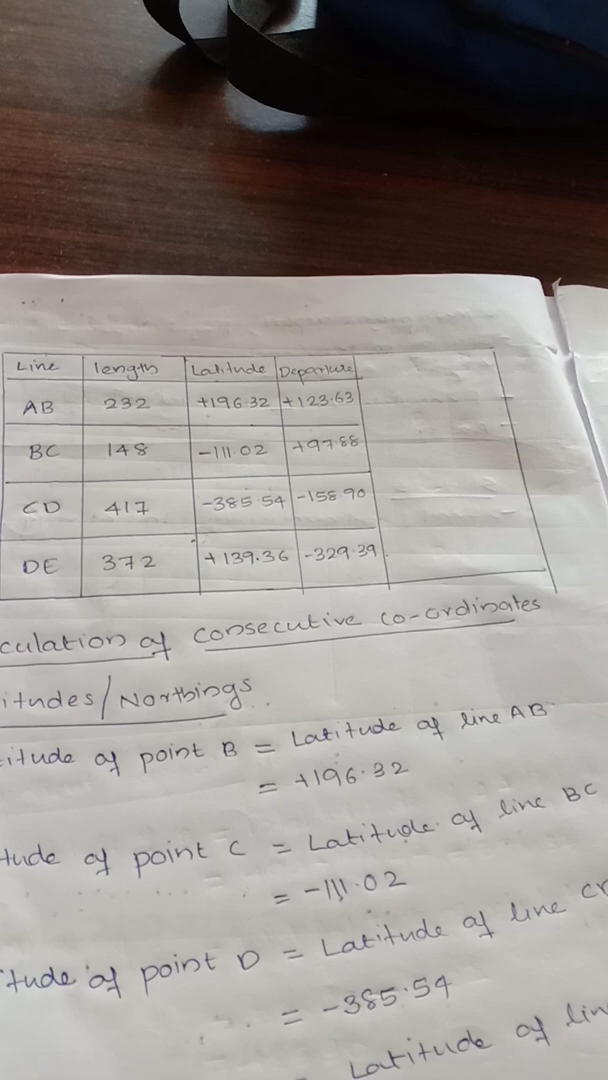 Line length Latitude Departure
AB 232 +196.32 +123.63
BC 148 -111.02 +97.88
CD 417 -385.54 -158.90
DE 372 +139.36 -329.39
culation of consecutive co-ordinates
itudes/Northings
itude of point B = Latitude of line AB
= +196.32
tude of point C = Latitude of line BC
= -111.02
itude of point D = Latitude of line
= -385.54
Latitude of